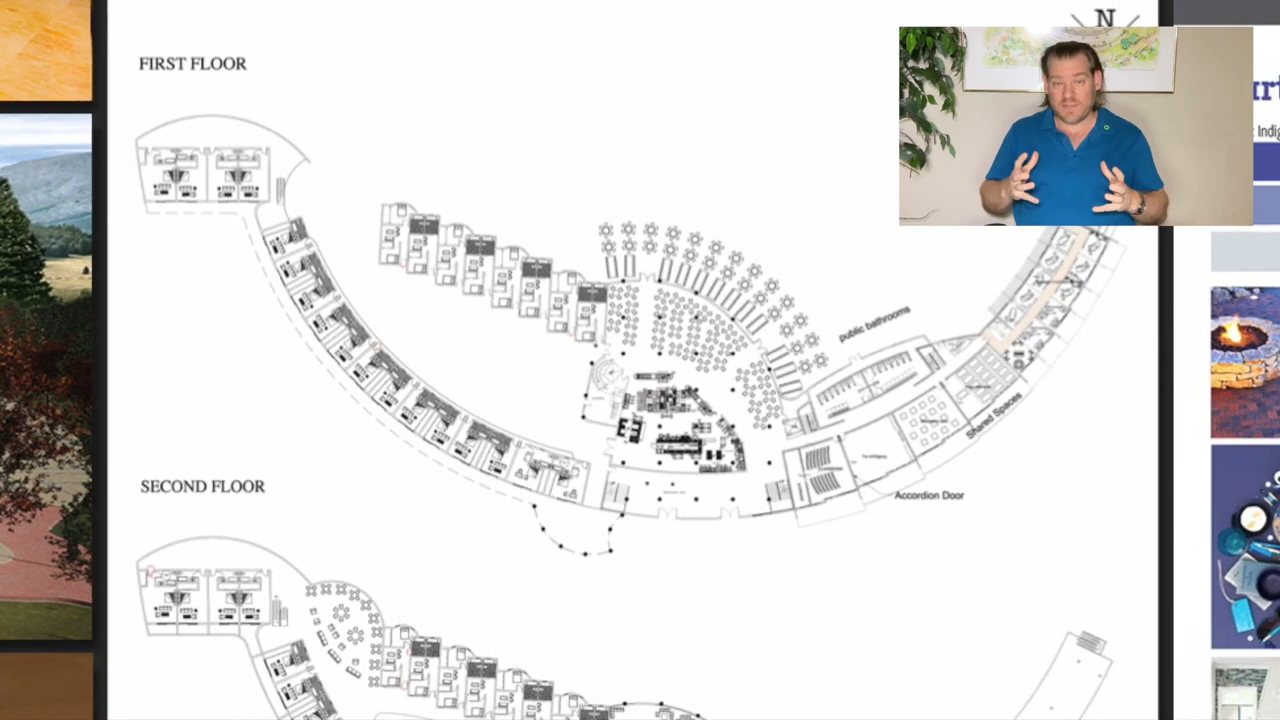 N
FIRST FLOOR
public bathrooms
Shared Spaces
Accordion Door
SECOND FLOOR